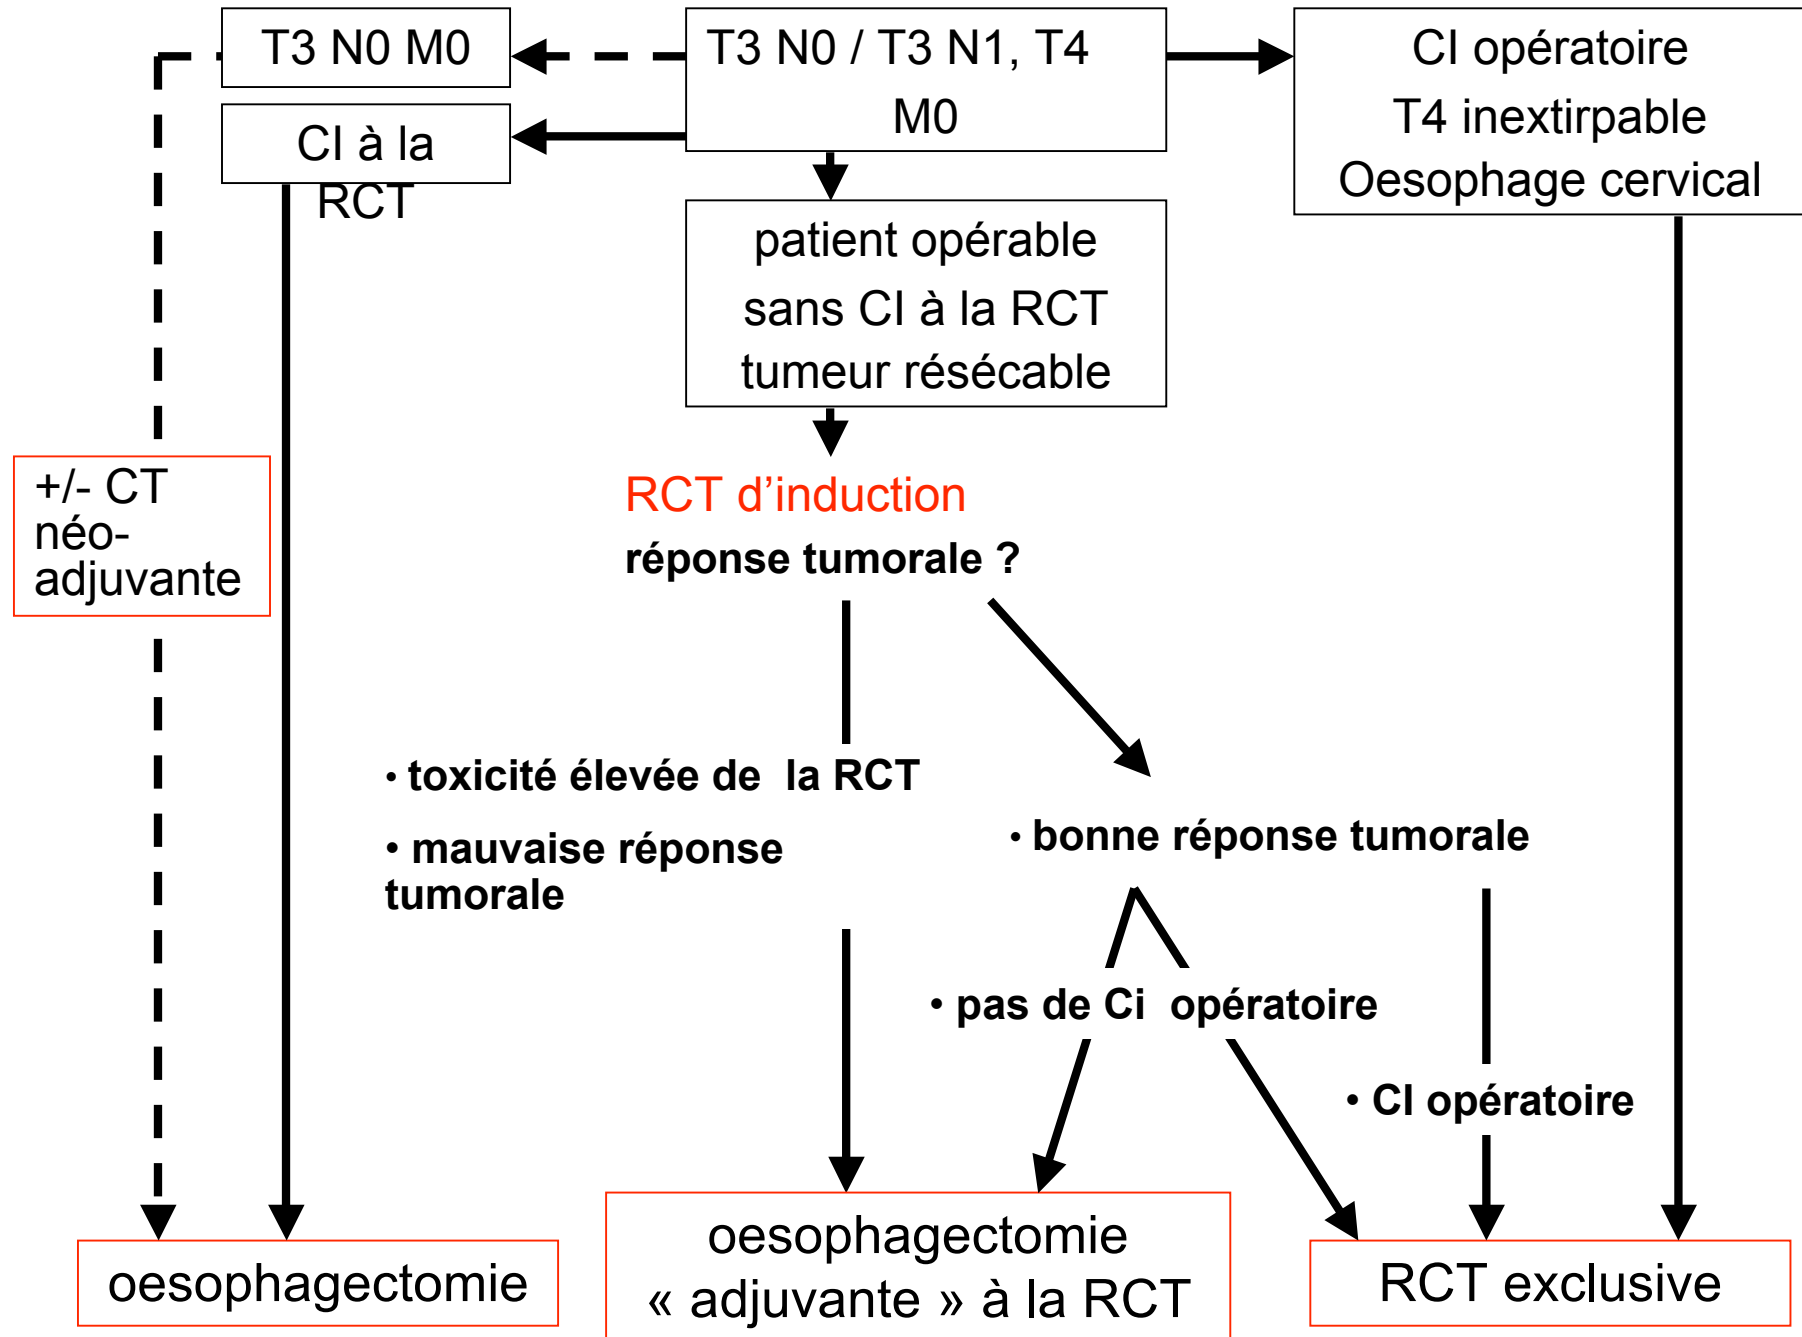 T3 N0 M0
T3 N0 / T3 N1, T4
M0
CI opératoire
T4 inextirpable
Oesophage cervical
CI à la
RCT
patient opérable
sans CI à la RCT
tumeur résécable
+/- CT
néo-
adjuvante
RCT d’induction
réponse tumorale ?
• toxicité élevée de  la RCT
• mauvaise réponse
tumorale
• bonne réponse tumorale
• pas de Ci  opératoire
• CI opératoire
oesophagectomie
oesophagectomie
« adjuvante » à la RCT
RCT exclusive